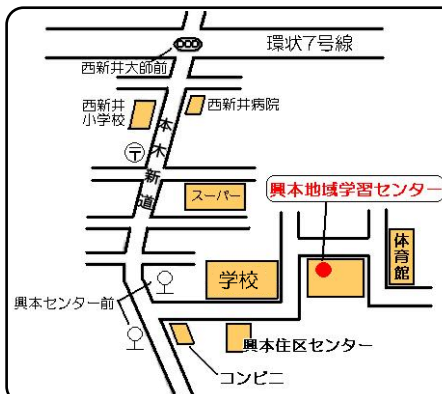 環状７号線
西新井大師前
西新井
小学校
西新井病院
本木新道
スーパー
興本地域学習センター
体育館
学校
興本センター前
興本住区センター
コンビニ